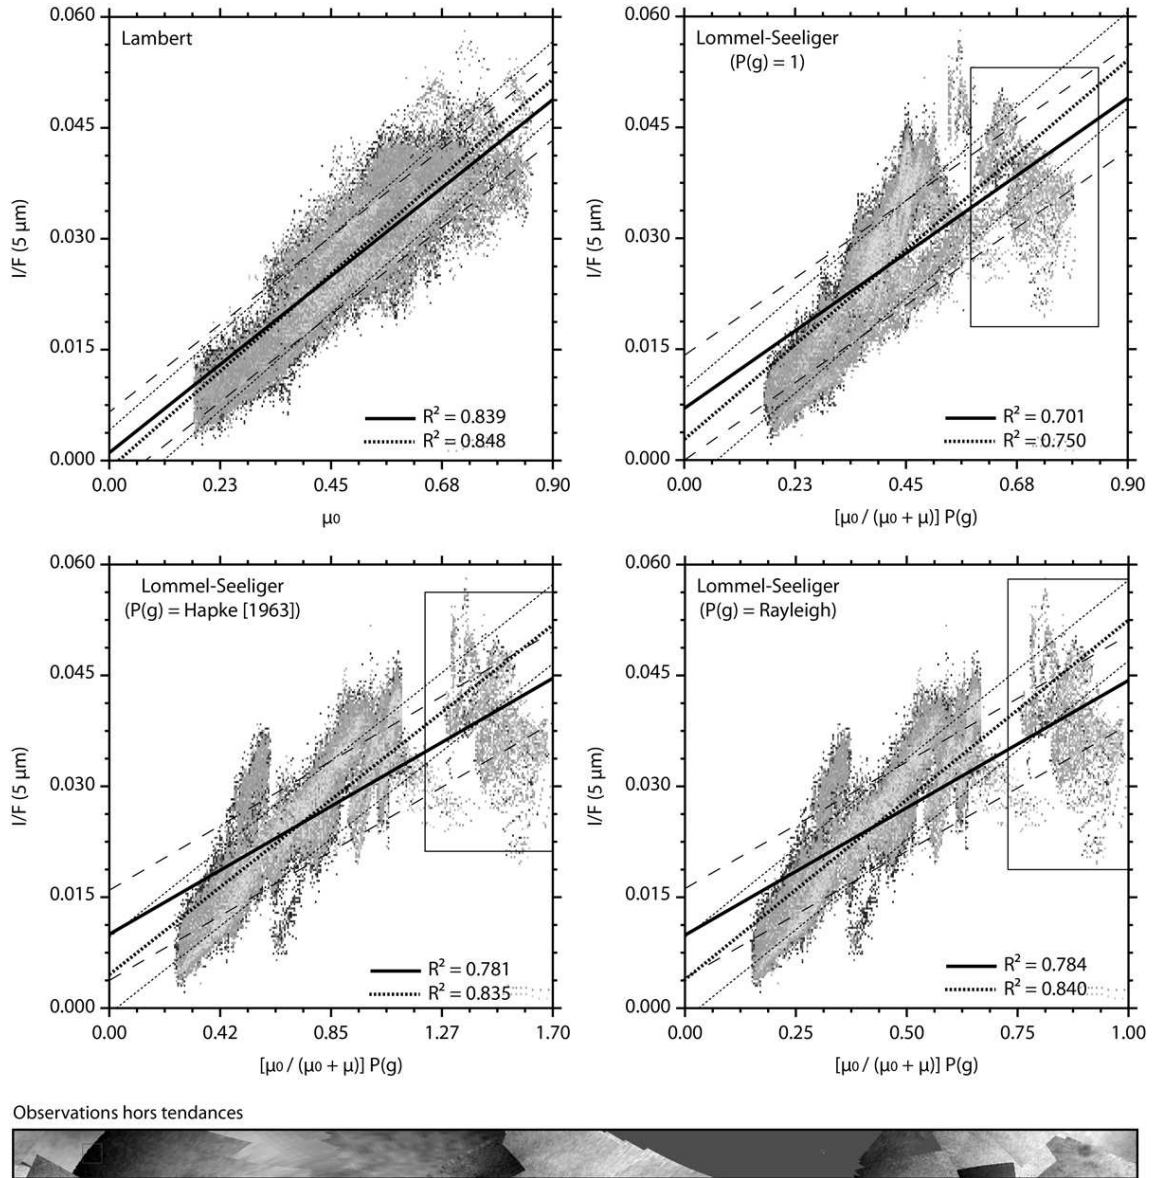 Lambert
0.060
0.045
0.030
0.015
0.000
I/F (5 µm)
R² = 0.839
R² = 0.848
0.00 0.23 0.45 0.68 0.90
µ₀
Lommel-Seeliger
(P(g) = 1)
0.060
0.045
0.030
0.015
0.000
I/F (5 µm)
R² = 0.701
R² = 0.750
0.00 0.23 0.45 0.68 0.90
[µ₀ / (µ₀ + µ)] P(g)
Lommel-Seeliger
(P(g) = Hapke [1963])
0.060
0.045
0.030
0.015
0.000
I/F (5 µm)
R² = 0.781
R² = 0.835
0.00 0.42 0.85 1.27 1.70
[µ₀ / (µ₀ + µ)] P(g)
Lommel-Seeliger
(P(g) = Rayleigh)
0.060
0.045
0.030
0.015
0.000
I/F (5 µm)
R² = 0.784
R² = 0.840
0.00 0.25 0.50 0.75 1.00
[µ₀ / (µ₀ + µ)] P(g)
Observations hors tendances